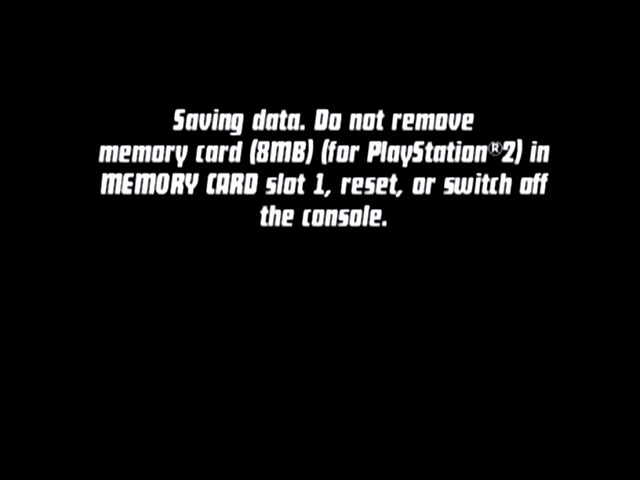 Saving data. Do not remove
memory card (8MB) (for PlayStation®2) in
MEMORY CARD slot 1, reset, or switch off
the console.